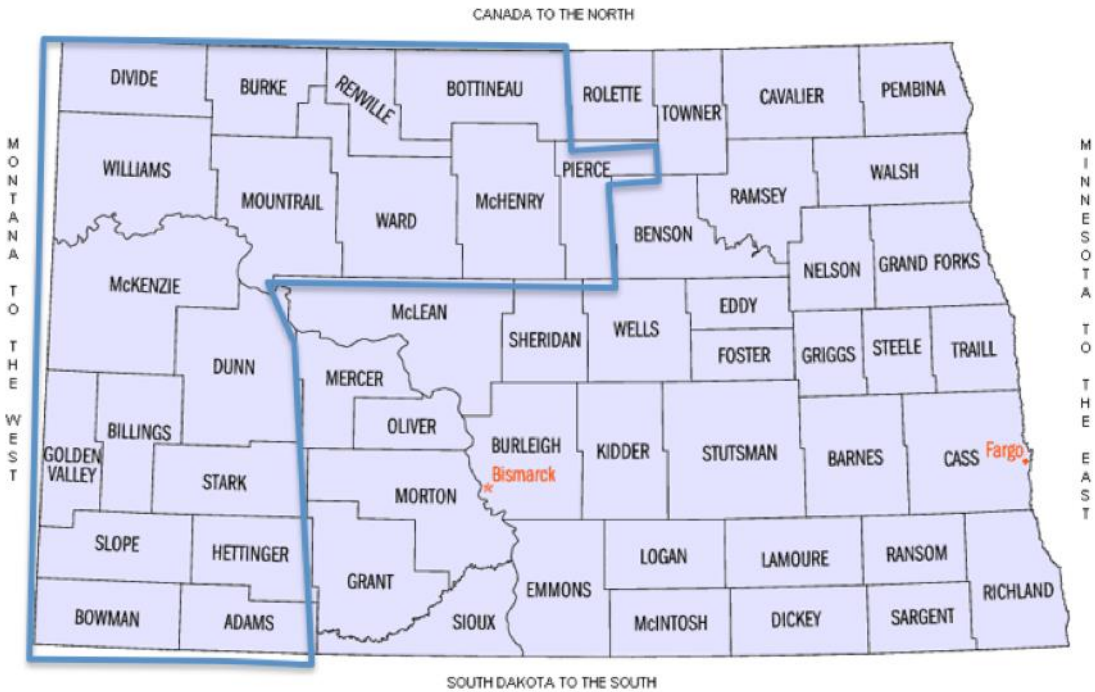 CANADA TO THE NORTH
DIVIDE
BURKE
RENVILLE
BOTTINEAU
ROLETTE
TOWNER
CAVALIER
PEMBINA
MONTANA TO THE WEST
MINNESOTA TO THE EAST
WILLIAMS
MOUNTRAIL
WARD
McHENRY
PIERCE
BENSON
RAMSEY
WALSH
NELSON
GRAND FORKS
McKENZIE
McLEAN
SHERIDAN
WELLS
EDDY
FOSTER
GRIGGS
STEELE
TRAILL
DUNN
MERCER
OLIVER
GOLDEN
VALLEY
BILLINGS
STARK
MORTON
BURLEIGH
Bismarck
*
KIDDER
STUTSMAN
BARNES
CASS
Fargo
SLOPE
HETTINGER
GRANT
EMMONS
LOGAN
LAMOURE
RANSOM
RICHLAND
BOWMAN
ADAMS
SIOUX
McINTOSH
DICKEY
SARGENT
SOUTH DAKOTA TO THE SOUTH